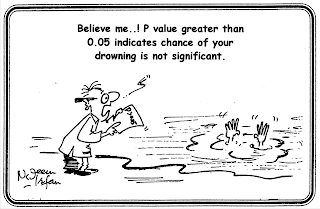 Believe me..! P value greater than
0.05 indicates chance of your
drowning is not significant.